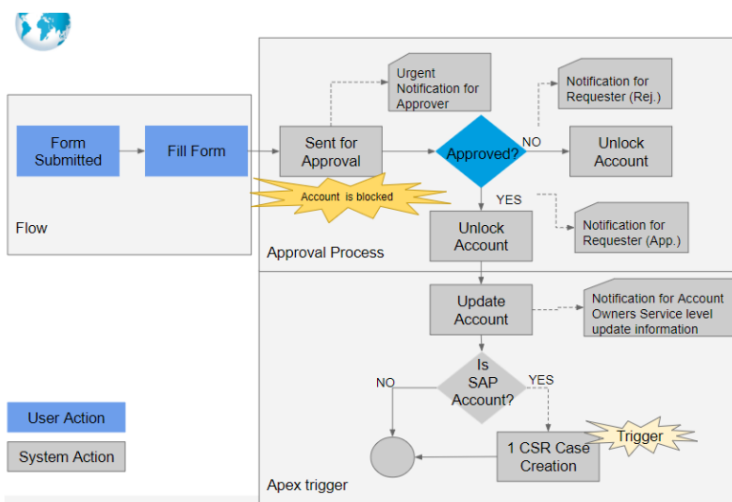 Urgent
Notification for
Approver
Notification for
Requester (Rej.)
Form
Submitted
Fill Form
Sent for
Approval
Approved?
NO
Unlock
Account
Account is blocked
YES
Flow
Unlock
Account
Notification for
Requester (App.)
Approval Process
Update
Account
Notification for Account
Owners Service level
update information
Is
SAP
Account?
NO
YES
User Action
System Action
Trigger
1 CSR Case
Creation
Apex trigger